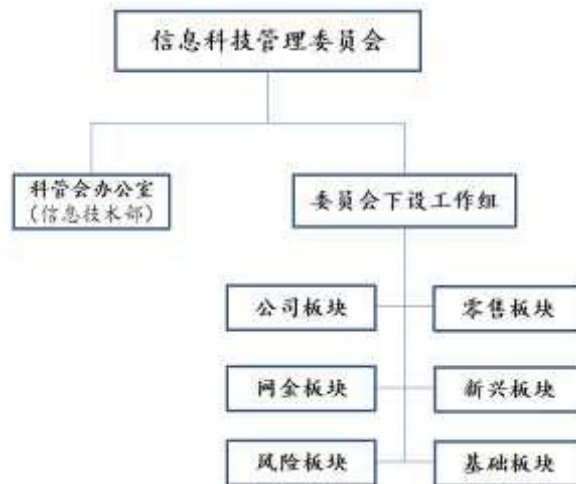 信息科技管理委员会
科管会办公室
（信息技术部）
委员会下设工作组
公司板块
零售板块
网金板块
新兴板块
风险板块
基础板块